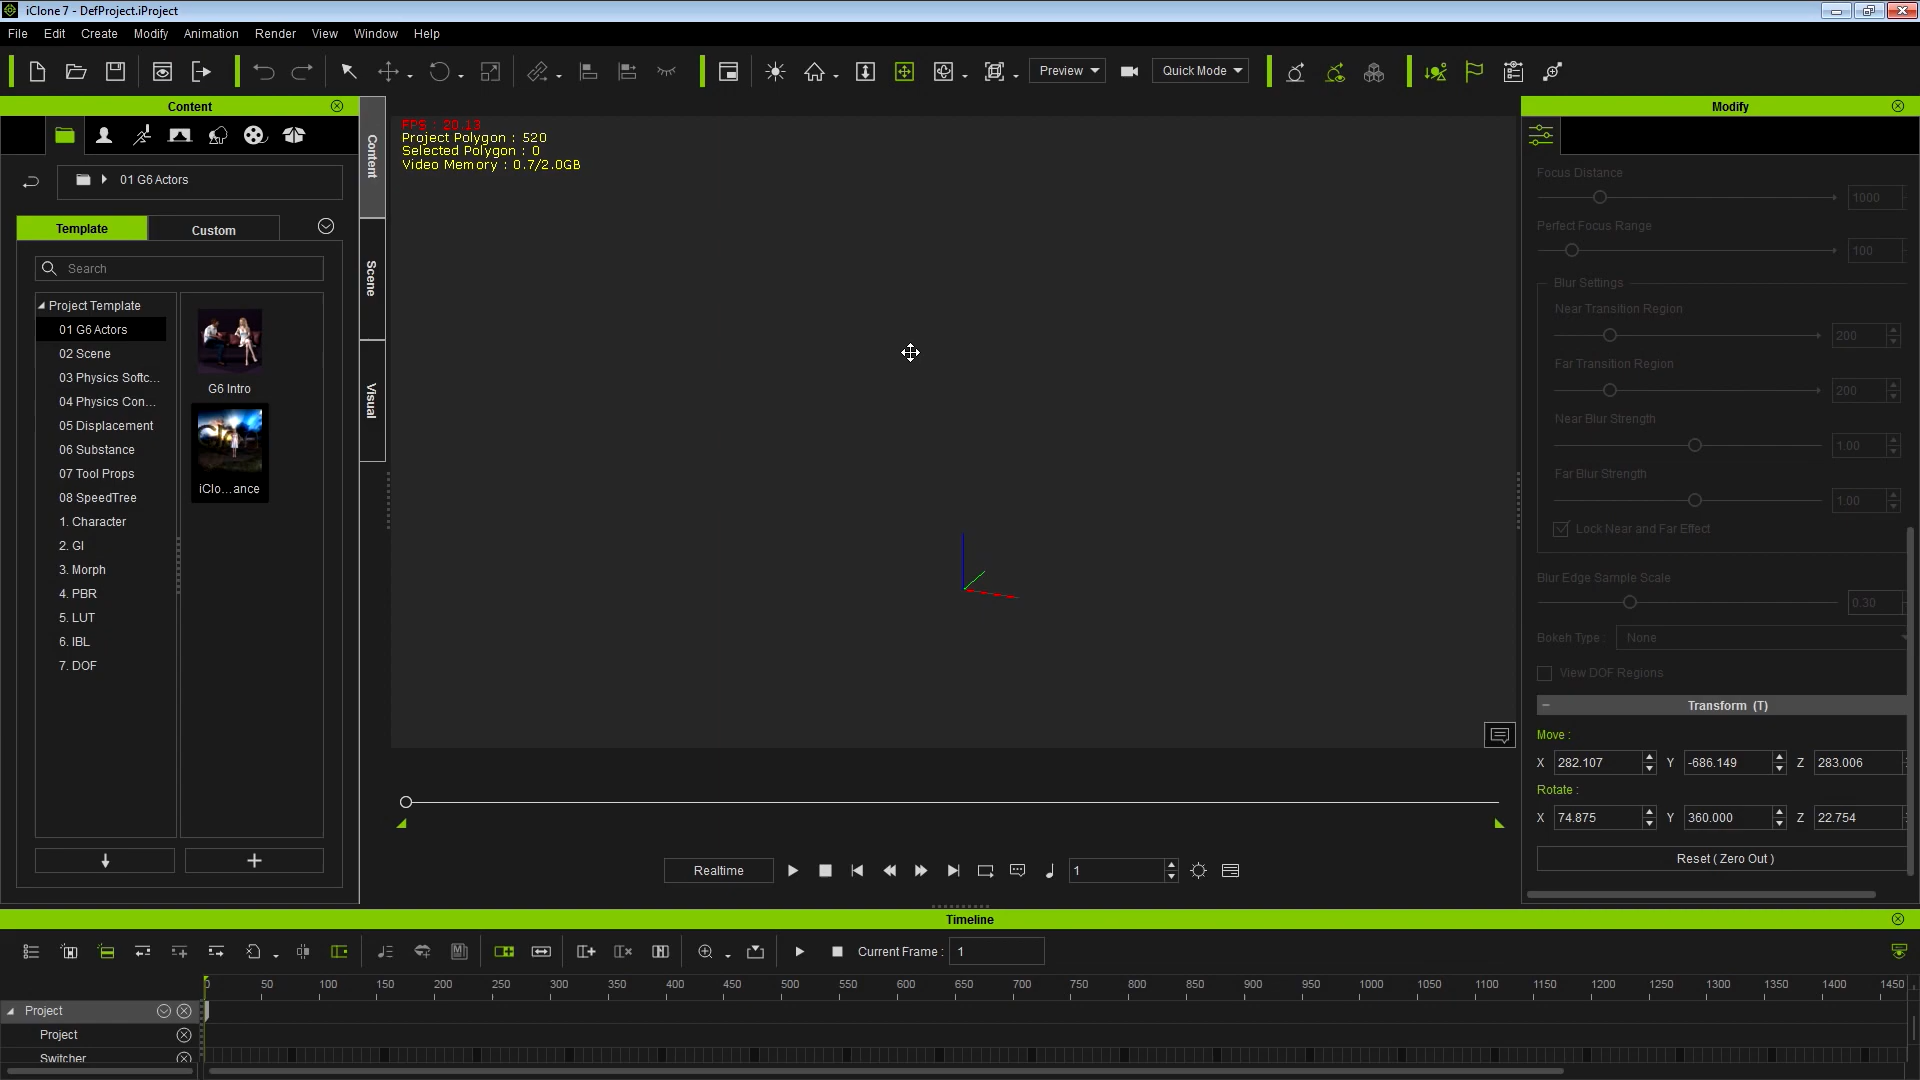 iClone 7 - DefProject.iProject
File Edit Create Modify Animation Render View Window Help
Preview Quick Mode
Content
01 G6 Actors
Template Custom
Search
Project Template
01 G6 Actors
02 Scene
03 Physics Softc...
04 Physics Con...
05 Displacement
06 Substance
07 Tool Props
08 SpeedTree
1. Character
2. GI
3. Morph
4. PBR
5. LUT
6. IBL
7. DOF
G6 Intro
iClo...ance
Content
Scene
Visual
FPS : 20.13
Project Polygon : 520
Selected Polygon : 0
Video Memory : 0.7/2.0GB
Realtime 1
Modify
Focus Distance
1000
Perfect Focus Range
100
Blur Settings
Near Transition Region
200
Far Transition Region
200
Near Blur Strength
1.00
Far Blur Strength
1.00
Lock Near and Far Effect
Blur Edge Sample Scale
0.30
Bokeh Type : None
View DOF Regions
Transform (T)
Move :
X 282.107 Y -686.149 Z 283.006
Rotate :
X 74.875 Y 360.000 Z 22.754
Reset ( Zero Out )
Timeline
Current Frame : 1
0 50 100 150 200 250 300 350 400 450 500 550 600 650 700 750 800 850 900 950 1000 1050 1100 1150 1200 1250 1300 1350 1400 1450
Project
Project
Switcher